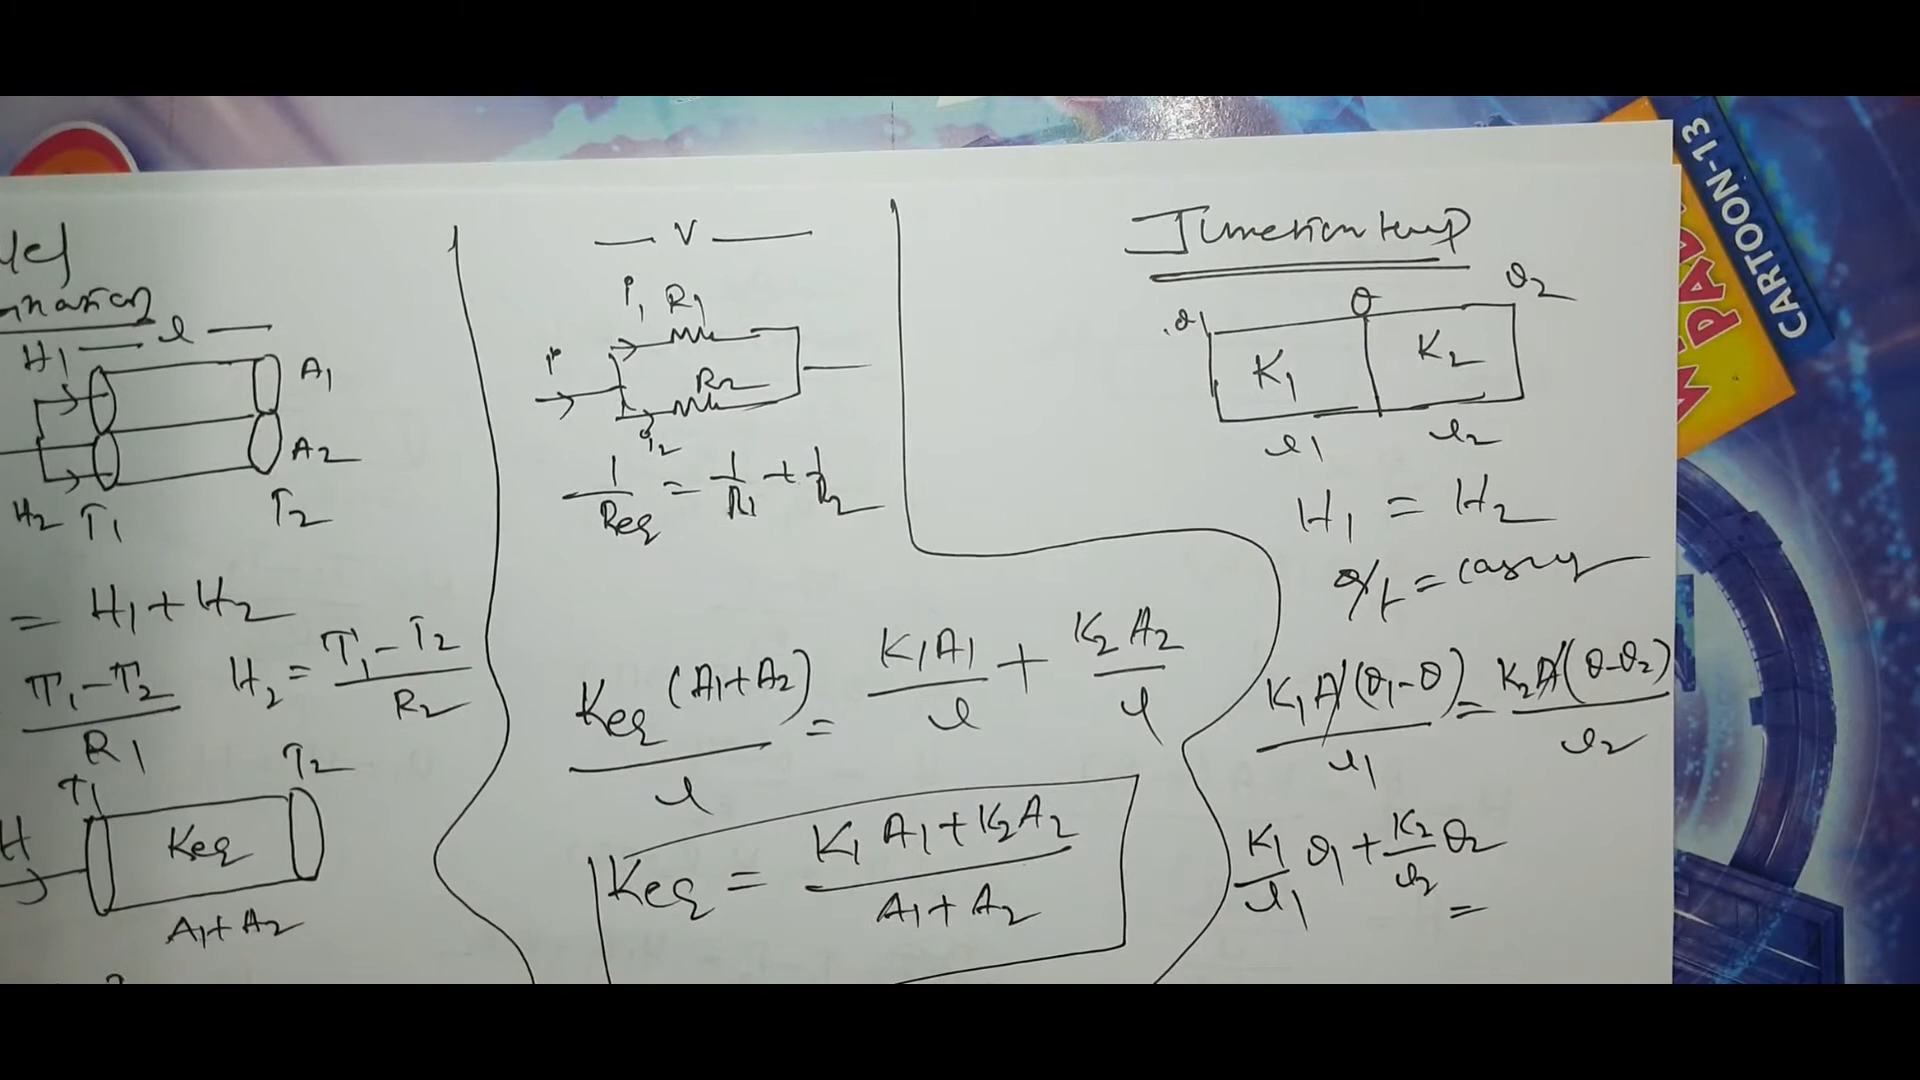 l
H₁
A₁
A₂
H₂ T₁ T₂
= H₁ + H₂
T₁-T₂/R₁ H₂ = T₁-T₂/R₂
T₁ T₂
H Keq
A₁+A₂
V
i₁ R₁
R₂
i₂
1/Req = 1/R₁ + 1/R₂
Keq (A₁+A₂)/l = K₁A₁/l + K₂A₂/l
Keq = K₁A₁+K₂A₂/A₁+A₂
Junction temp
θ₁ θ θ₂
K₁ K₂
l₁ l₂
H₁ = H₂
K₁A(θ₁-θ)/l₁ = K₂A(θ-θ₂)/l₂
K₁/l₁ θ₁ + K₂/l₂ θ₂
=
CARTOON-13